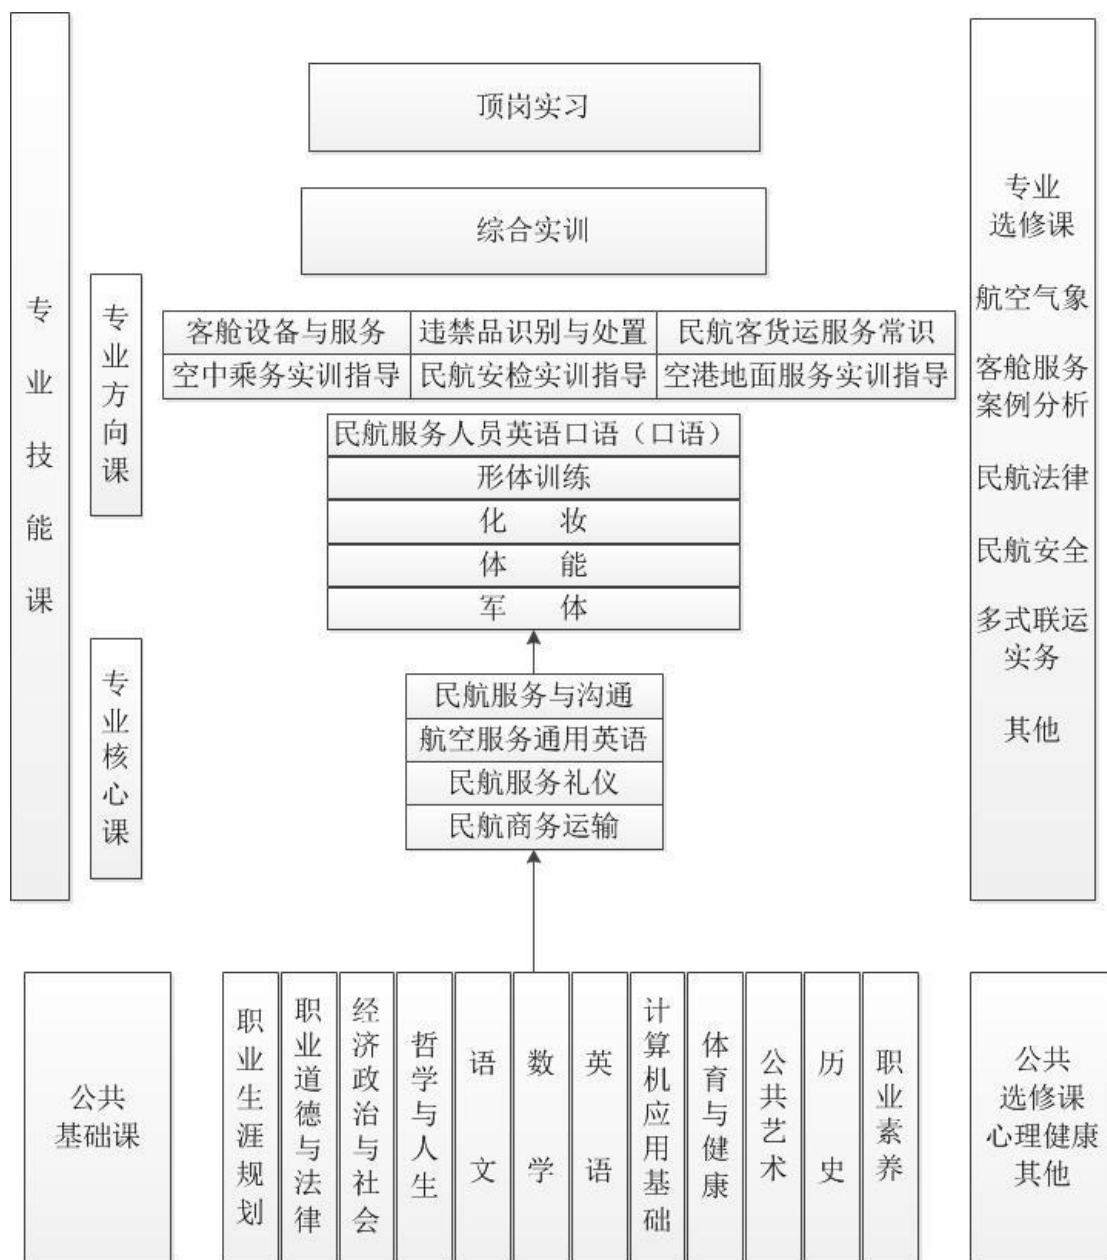 顶岗实习
综合实训
专业技能课
专业方向课
客舱设备与服务 违禁品识别与处置 民航客货运服务常识
空中乘务实训指导 民航安检实训指导 空港地面服务实训指导
民航服务人员英语口语（口语）
形体训练
化 妆
体 能
军 体
专业核心课
民航服务与沟通
航空服务通用英语
民航服务礼仪
民航商务运输
专业
选修课
航空气象
客舱服务
案例分析
民航法律
民航安全
多式联运
实务
其他
公共
基础课
职业生涯规划
职业道德与法律
经济政治与社会
哲学与人生
语文
数学
英语
计算机应用基础
体育与健康
公共艺术
历史
职业素养
公共
选修课
心理健康
其他